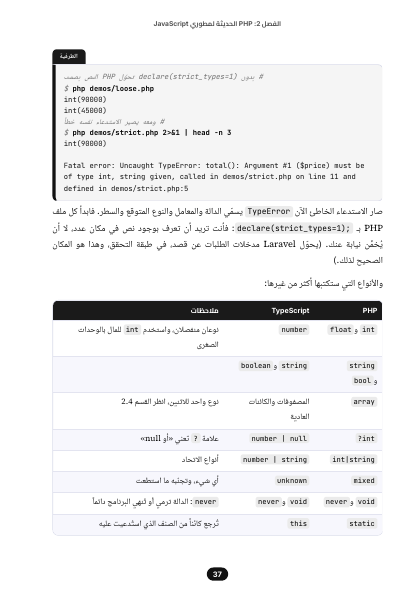 الفصل 2: PHP الحديثة لمطوري JavaScript
الطرفية
# بدون declare(strict_types=1) تحوّل PHP النص بصمت
$ php demos/loose.php
int(90000)
int(45000)
# ومعه يصير الاستدعاء نفسه خطأ
$ php demos/strict.php 2>&1 | head -n 3
int(90000)
Fatal error: Uncaught TypeError: total(): Argument #1 ($price) must be
of type int, string given, called in demos/strict.php on line 11 and
defined in demos/strict.php:5
صار الاستدعاء الخاطئ الآن TypeError يسمّي الدالة والمعامل والنوع المتوقع والسطر. فابدأ كل ملف
PHP بـ declare(strict_types=1); : فأنت تريد أن تعرف بوجود نص في مكان عدد، لا أن
يُخمَّن نيابة عنك. (يحوّل Laravel مدخلات الطلبات عن قصد، في طبقة التحقق، وهذا هو المكان
الصحيح لذلك.)
والأنواع التي ستكتبها أكثر من غيرها:
PHP TypeScript ملاحظات
int و float number نوعان منفصلان، واستخدم int للمال بالوحدات
الصغرى
string string و boolean
و bool
array المصفوفات والكائنات نوع واحد للاثنين، انظر القسم 2.4
العادية
?int number | null علامة ? تعني «أو null»
int|string number | string أنواع الاتحاد
mixed unknown أي شيء، وتجنبه ما استطعت
void و never void و never never: الدالة ترمي أو تُنهي البرنامج دائماً
static this تُرجع كائناً من الصنف الذي استُدعيت عليه
37